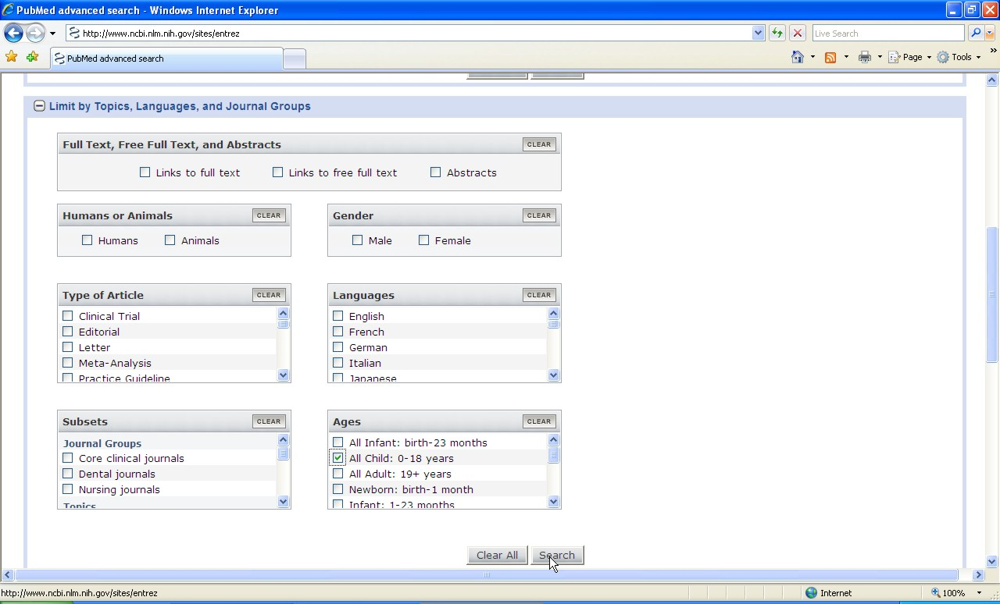 PubMed advanced search - Windows Internet Explorer
http://www.ncbi.nlm.nih.gov/sites/entrez
Live Search
PubMed advanced search
Page
Tools
Limit by Topics, Languages, and Journal Groups
Full Text, Free Full Text, and Abstracts
CLEAR
Links to full text
Links to free full text
Abstracts
Humans or Animals
CLEAR
Humans
Animals
Gender
CLEAR
Male
Female
Type of Article
CLEAR
Clinical Trial
Editorial
Letter
Meta-Analysis
Practice Guideline
Languages
CLEAR
English
French
German
Italian
Japanese
Subsets
CLEAR
Journal Groups
Core clinical journals
Dental journals
Nursing journals
Topics
Ages
CLEAR
All Infant: birth-23 months
All Child: 0-18 years
All Adult: 19+ years
Newborn: birth-1 month
Infant: 1-23 months
Clear All
Search
http://www.ncbi.nlm.nih.gov/sites/entrez
Internet
100%